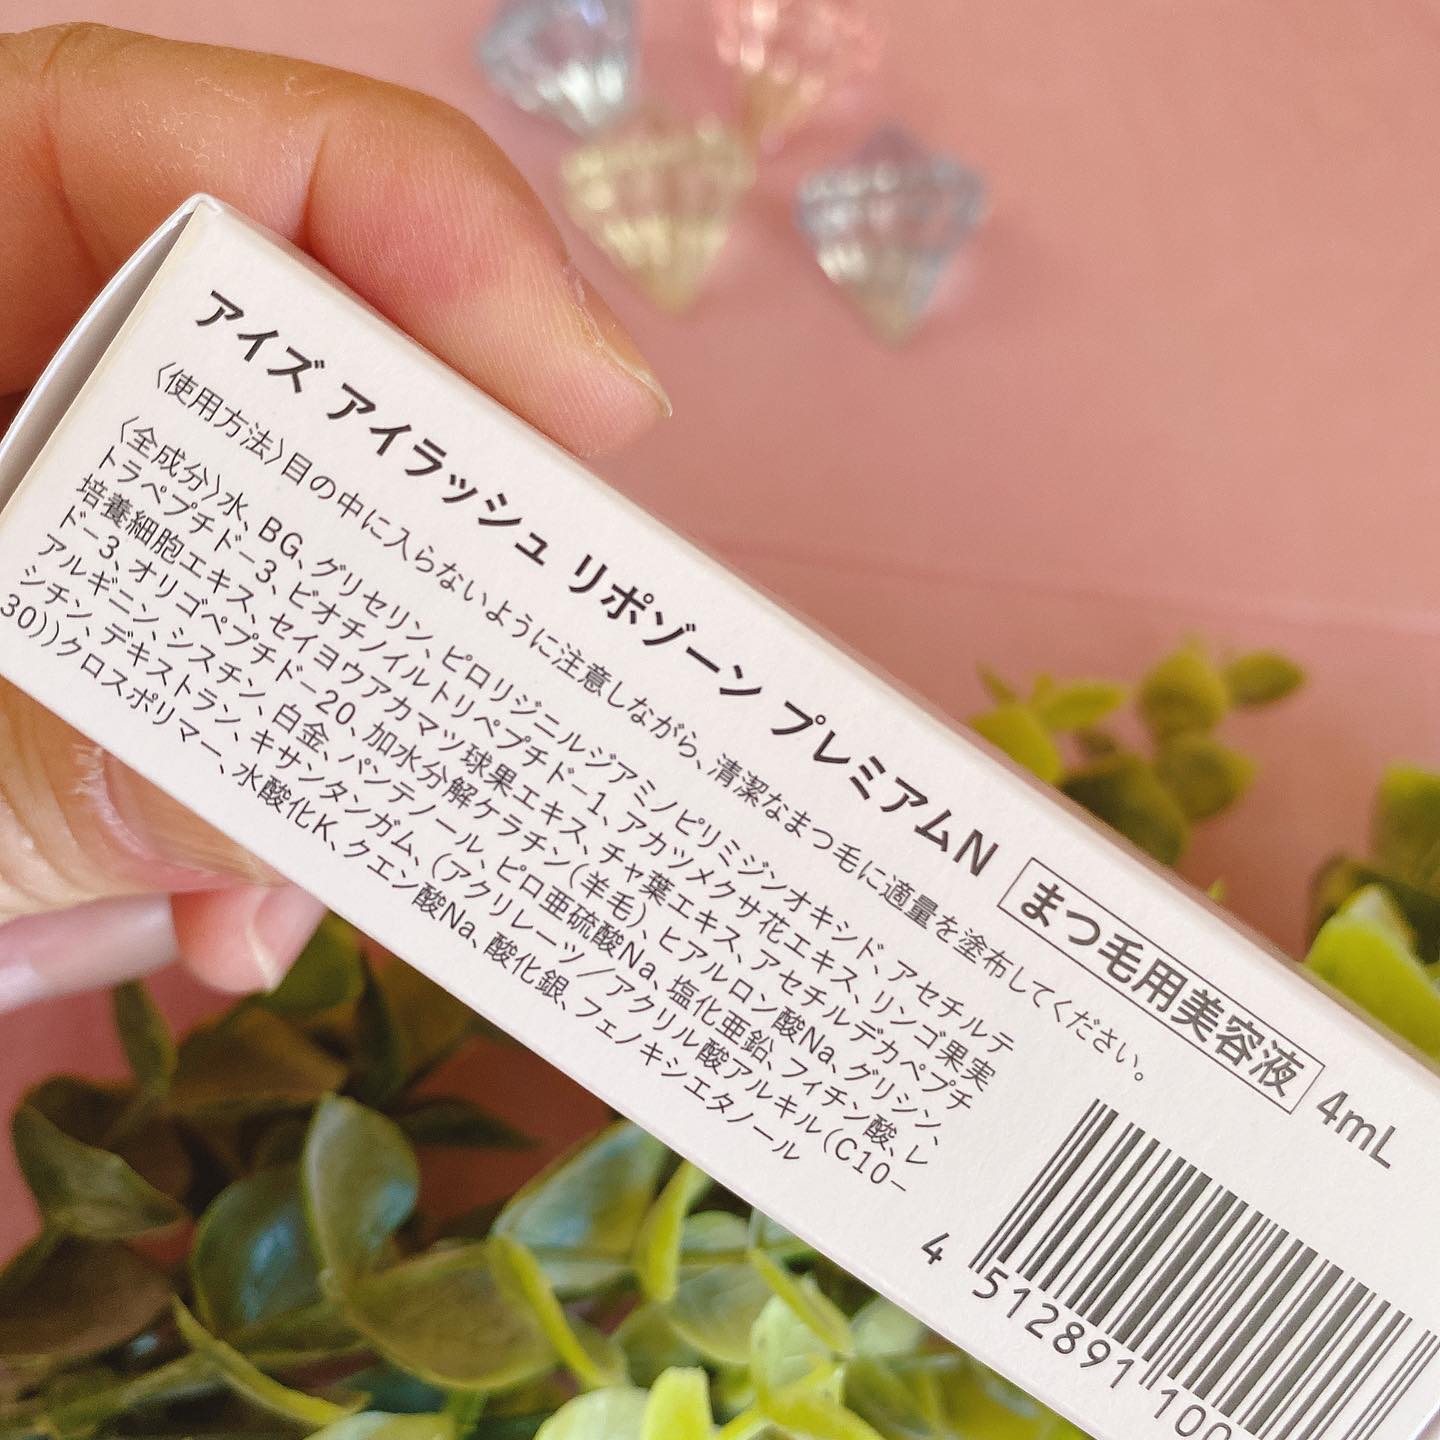 アイズ アイラッシュ リポゾーン プレミアムN まつ毛用美容液 4mL
〈使用方法〉目の中に入らないように注意しながら、清潔なまつ毛に適量を塗布してください。
〈全成分〉水、BG、グリセリン、ピロリジニルジアミノピリミジンオキシド、アセチルテ
トラペプチド-3、ビオチノイルトリペプチド-1、アカツメクサ花エキス、リンゴ果実
培養細胞エキス、セイヨウアカマツ球果エキス、チャ葉エキス、アセチルデカペプチ
ド-3、オリゴペプチド-20、加水分解ケラチン(羊毛)、ヒアルロン酸Na、グリシン、
アルギニン、シスチン、白金、パンテノール、ピロ亜硫酸Na、塩化亜鉛、フィチン酸、レ
シチン、デキストラン、キサンタンガム、(アクリレーツ/アクリル酸アルキル(C10-
30))クロスポリマー、水酸化K、クエン酸Na、酸化銀、フェノキシエタノール
4 512891 100